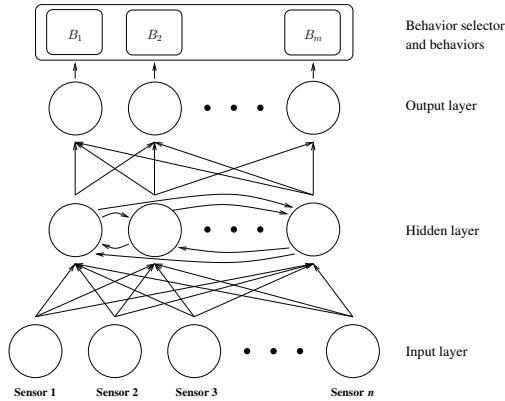 B₁ B₂ Bₘ
Behavior selector
and behaviors
Output layer
Hidden layer
Input layer
Sensor 1 Sensor 2 Sensor 3 Sensor n